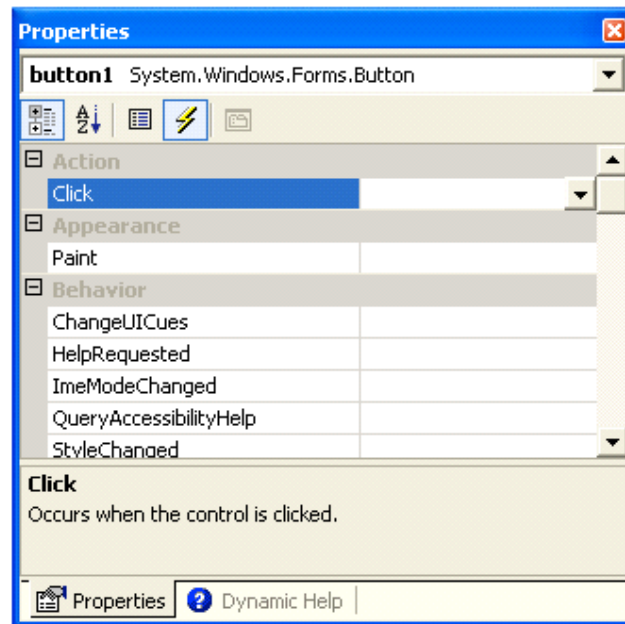 Properties
button1 System.Windows.Forms.Button
Action
Click
Appearance
Paint
Behavior
ChangeUICues
HelpRequested
ImeModeChanged
QueryAccessibilityHelp
StyleChanged
Click
Occurs when the control is clicked.
Properties Dynamic Help